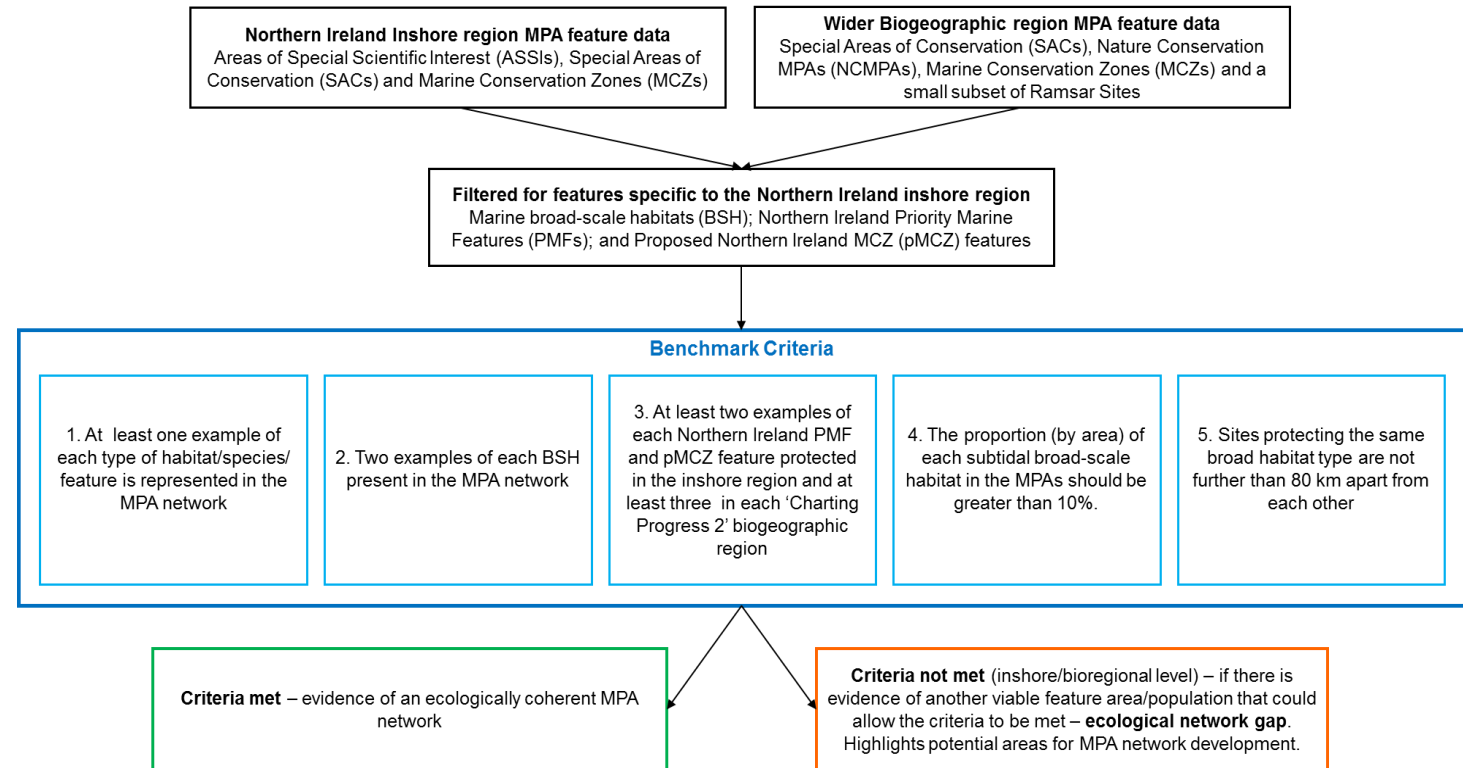 Northern Ireland Inshore region MPA feature data
Areas of Special Scientific Interest (ASSIs), Special Areas of
Conservation (SACs) and Marine Conservation Zones (MCZs)
Wider Biogeographic region MPA feature data
Special Areas of Conservation (SACs), Nature Conservation
MPAs (NCMPAs), Marine Conservation Zones (MCZs) and a
small subset of Ramsar Sites
Filtered for features specific to the Northern Ireland inshore region
Marine broad-scale habitats (BSH); Northern Ireland Priority Marine
Features (PMFs); and Proposed Northern Ireland MCZ (pMCZ) features
Benchmark Criteria
1. At least one example of
each type of habitat/species/
feature is represented in the
MPA network
2. Two examples of each BSH
present in the MPA network
3. At least two examples of
each Northern Ireland PMF
and pMCZ feature protected
in the inshore region and at
least three in each ‘Charting
Progress 2’ biogeographic
region
4. The proportion (by area) of
each subtidal broad-scale
habitat in the MPAs should be
greater than 10%.
5. Sites protecting the same
broad habitat type are not
further than 80 km apart from
each other
Criteria met – evidence of an ecologically coherent MPA
network
Criteria not met (inshore/bioregional level) – if there is
evidence of another viable feature area/population that could
allow the criteria to be met – ecological network gap.
Highlights potential areas for MPA network development.